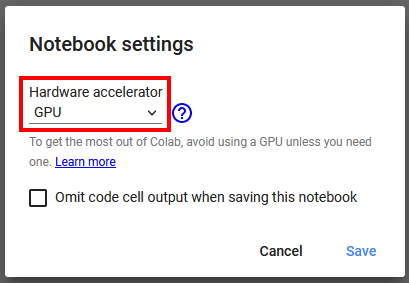 Notebook settings
Hardware accelerator
GPU
?
To get the most out of Colab, avoid using a GPU unless you need
one. Learn more
Omit code cell output when saving this notebook
Cancel Save